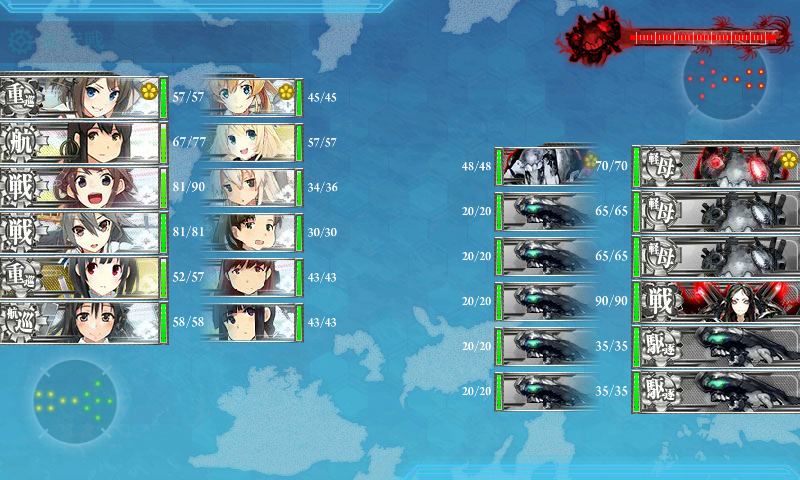 重巡 57/57 45/45
航 67/77 57/57
戦 81/90 34/36
戦 81/81 30/30
重巡 52/57 43/43
航巡 58/58 43/43
48/48 70/70 軽母
20/20 65/65 軽母
20/20 65/65 軽母
20/20 90/90 戦
20/20 35/35 駆逐
20/20 35/35 駆逐